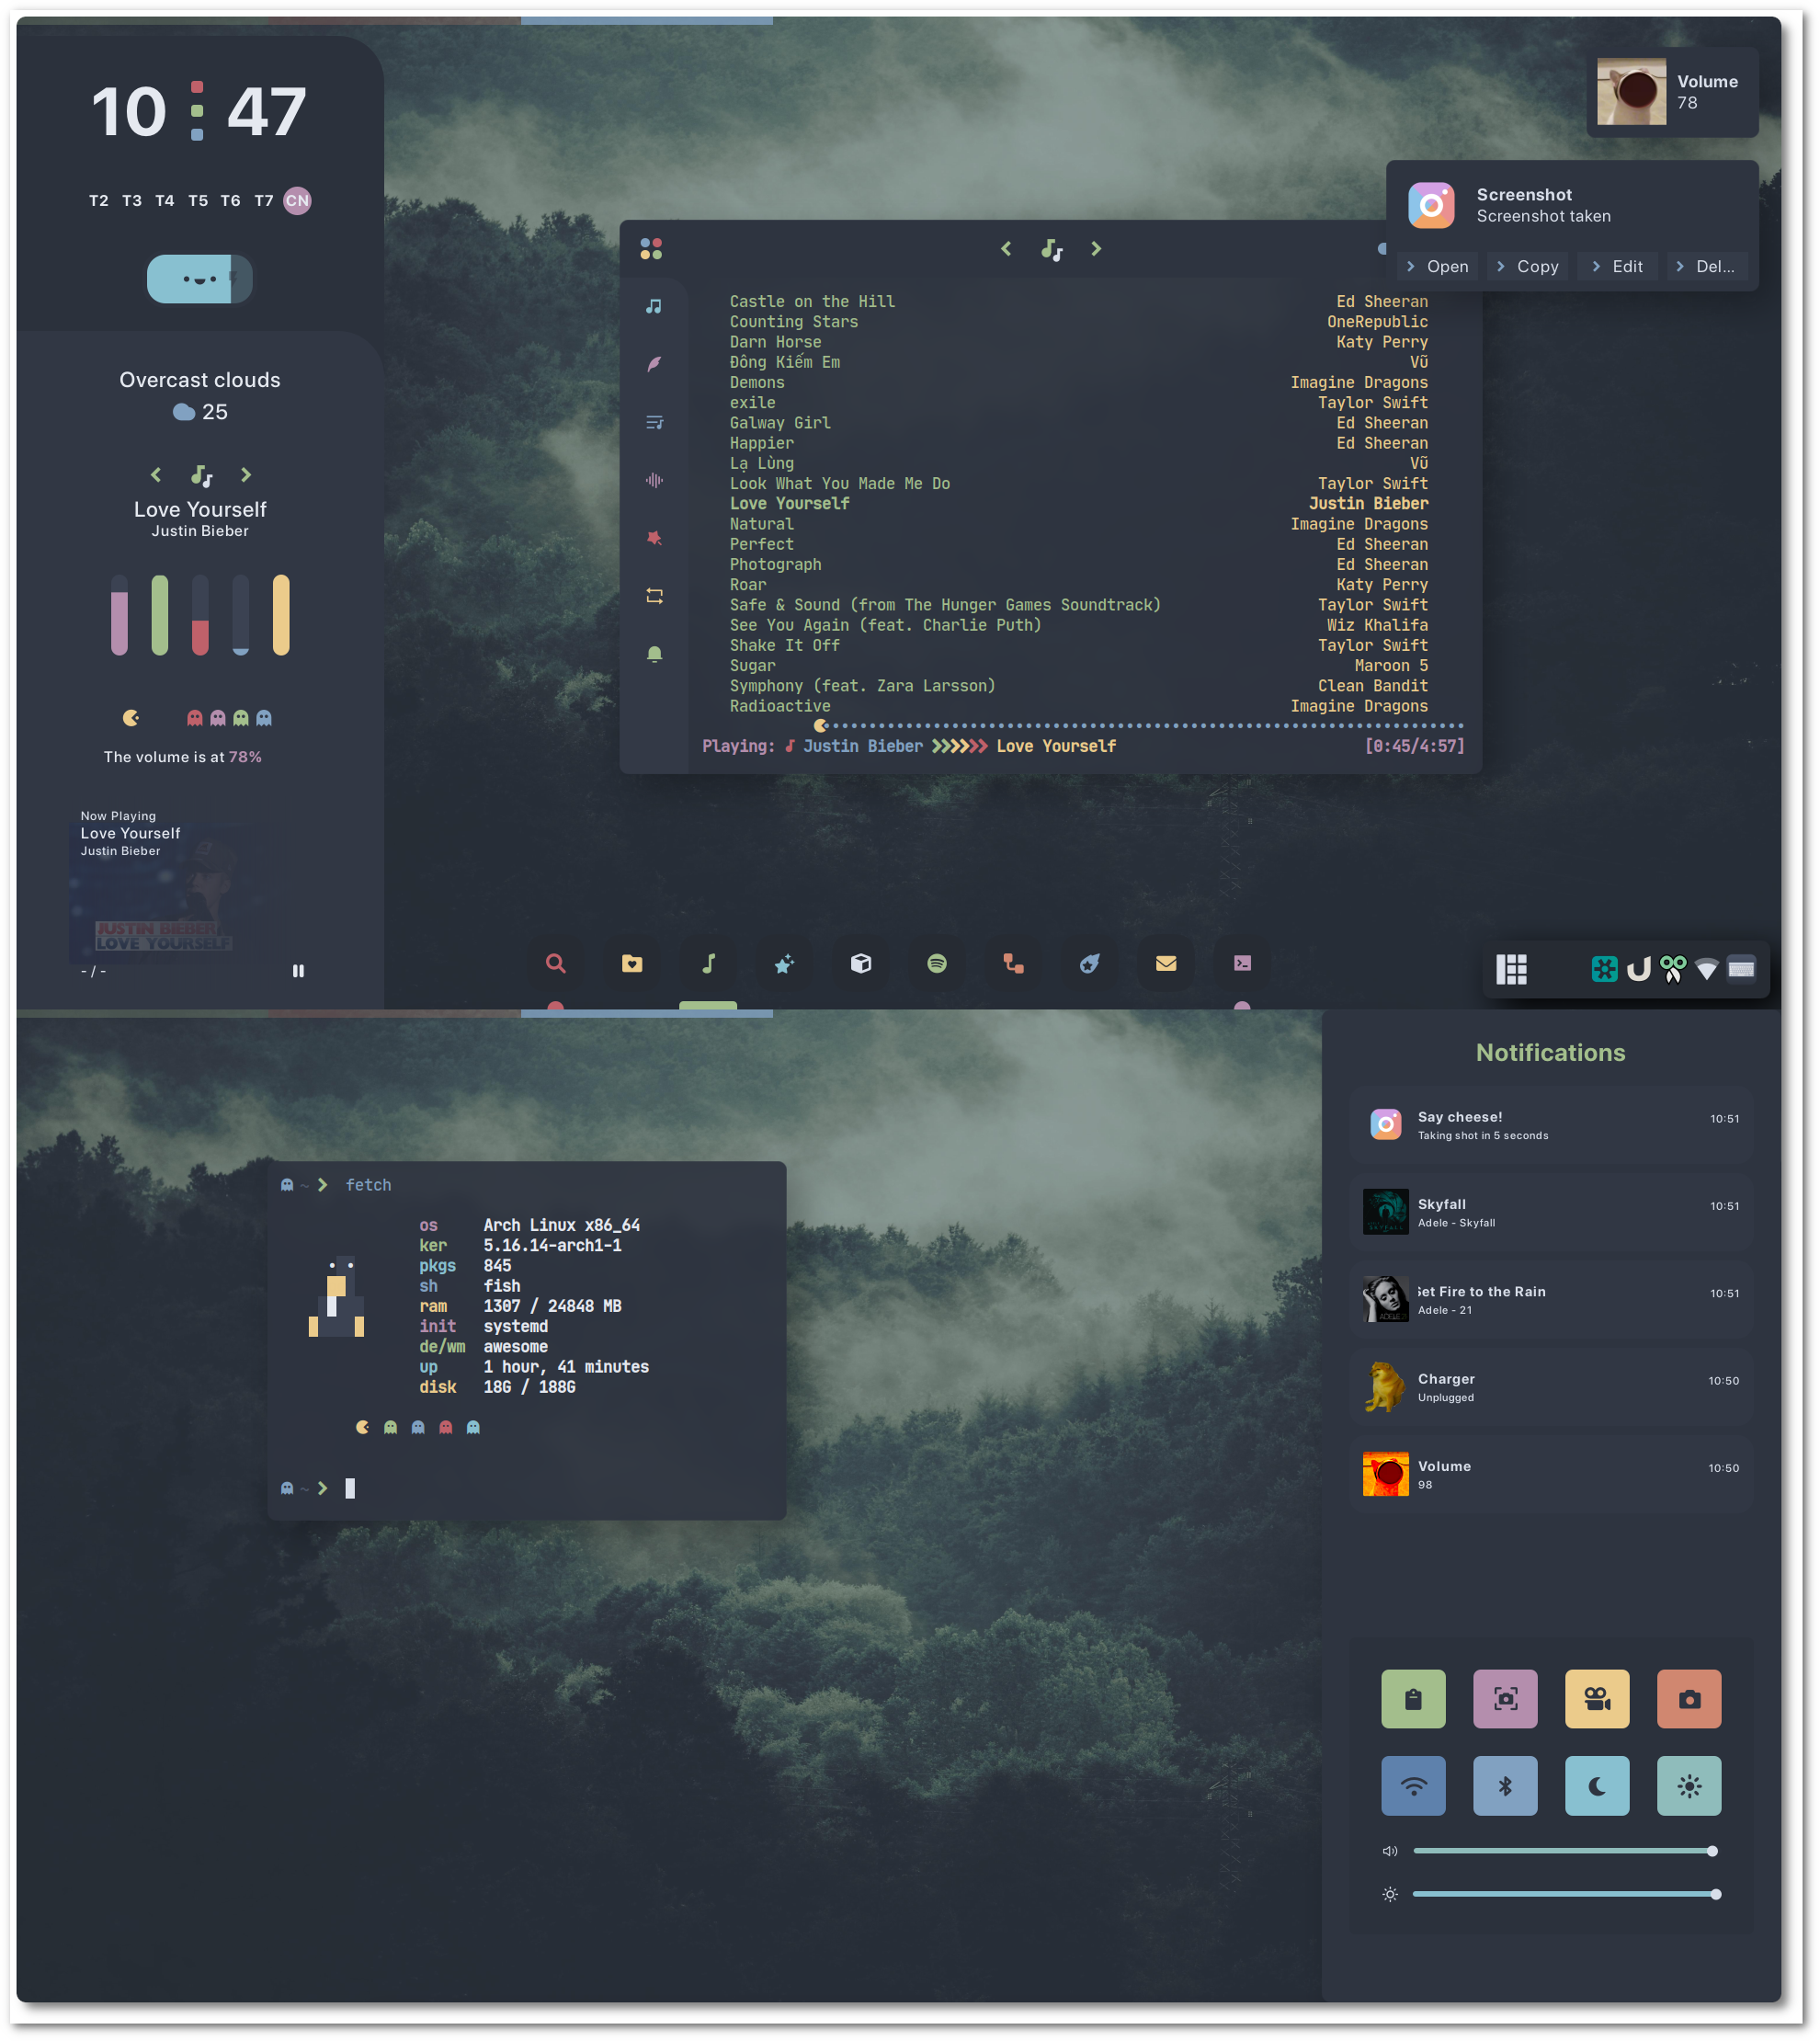 10 47
T2 T3 T4 T5 T6 T7 CN
Overcast clouds
25
Love Yourself
Justin Bieber
The volume is at 78%
Now Playing
Love Yourself
Justin Bieber
JUSTIN BIEBER
LOVE YOURSELF
- / -
Castle on the Hill Ed Sheeran
Counting Stars OneRepublic
Darn Horse Katy Perry
Đông Kiếm Em Vũ
Demons Imagine Dragons
exile Taylor Swift
Galway Girl Ed Sheeran
Happier Ed Sheeran
Lạ Lùng Vũ
Look What You Made Me Do Taylor Swift
Love Yourself Justin Bieber
Natural Imagine Dragons
Perfect Ed Sheeran
Photograph Ed Sheeran
Roar Katy Perry
Safe & Sound (from The Hunger Games Soundtrack) Taylor Swift
See You Again (feat. Charlie Puth) Wiz Khalifa
Shake It Off Taylor Swift
Sugar Maroon 5
Symphony (feat. Zara Larsson) Clean Bandit
Radioactive Imagine Dragons
Playing: Justin Bieber Love Yourself [0:45/4:57]
Volume
78
Screenshot
Screenshot taken
Open Copy Edit Del...
~ fetch
os Arch Linux x86_64
ker 5.16.14-arch1-1
pkgs 845
sh fish
ram 1307 / 24848 MB
init systemd
de/wm awesome
up 1 hour, 41 minutes
disk 18G / 188G
~
Notifications
Say cheese! 10:51
Taking shot in 5 seconds
Skyfall 10:51
Adele - Skyfall
Set Fire to the Rain 10:51
Adele - 21
Charger 10:50
Unplugged
Volume 10:50
98